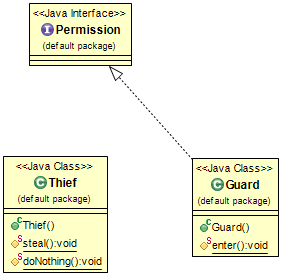 <<Java Interface>>
I Permission
(default package)
<<Java Class>>
C Thief
(default package)
C Thief()
S steal():void
S doNothing():void
<<Java Class>>
C Guard
(default package)
C Guard()
S enter():void